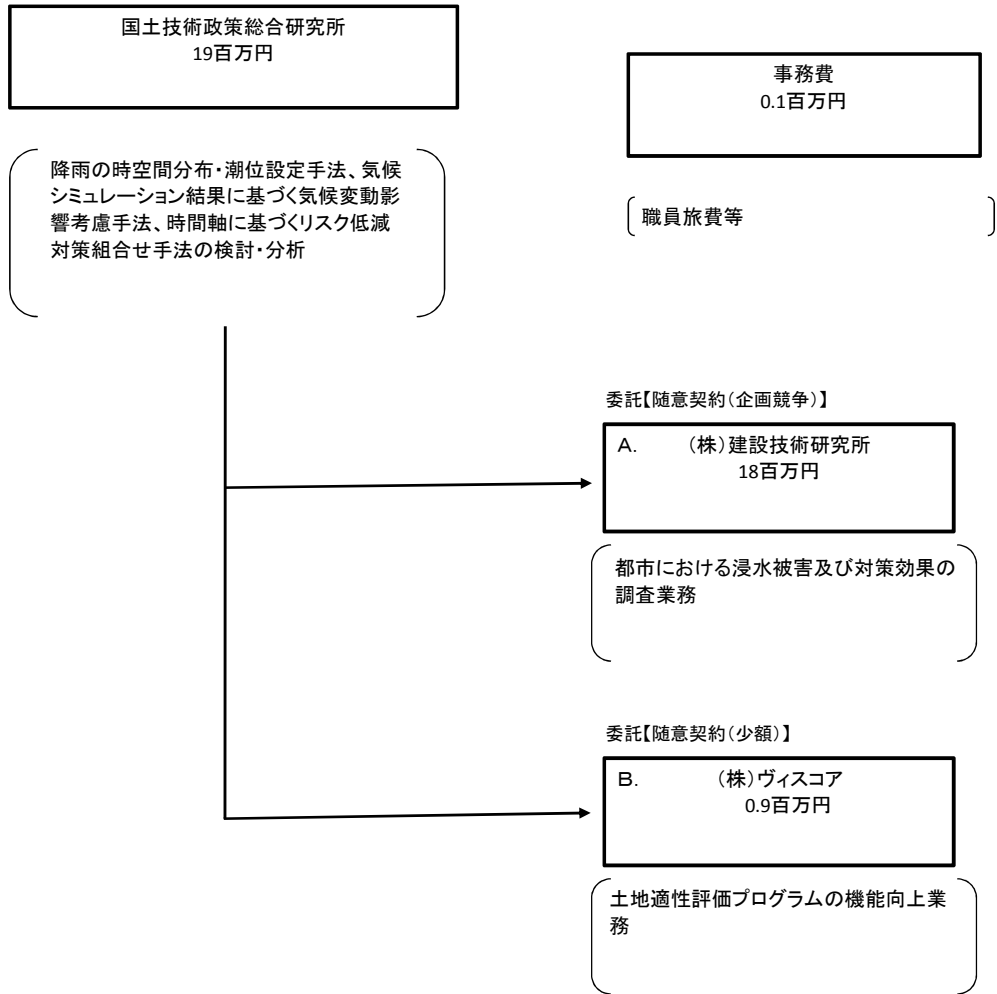 国土技術政策総合研究所
19百万円
事務費
0.1百万円
降雨の時空間分布・潮位設定手法、気候
シミュレーション結果に基づく気候変動影
響考慮手法、時間軸に基づくリスク低減
対策組合せ手法の検討・分析
職員旅費等
委託【随意契約（企画競争）】
A.　（株）建設技術研究所
18百万円
都市における浸水被害及び対策効果の
調査業務
委託【随意契約（少額）】
B.　（株）ヴィスコア
0.9百万円
土地適性評価プログラムの機能向上業
務